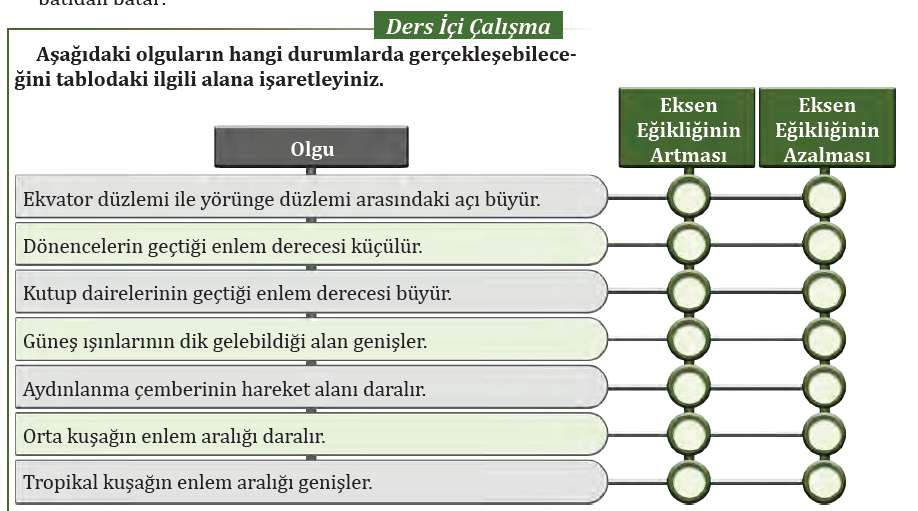 batıdan batar.
Ders İçi Çalışma
Aşağıdaki olguların hangi durumlarda gerçekleşebilece-
ğini tablodaki ilgili alana işaretleyiniz.
Olgu
Eksen
Eğikliğinin
Artması
Eksen
Eğikliğinin
Azalması
Ekvator düzlemi ile yörünge düzlemi arasındaki açı büyür.
Dönencelerin geçtiği enlem derecesi küçülür.
Kutup dairelerinin geçtiği enlem derecesi büyür.
Güneş ışınlarının dik gelebildiği alan genişler.
Aydınlanma çemberinin hareket alanı daralır.
Orta kuşağın enlem aralığı daralır.
Tropikal kuşağın enlem aralığı genişler.